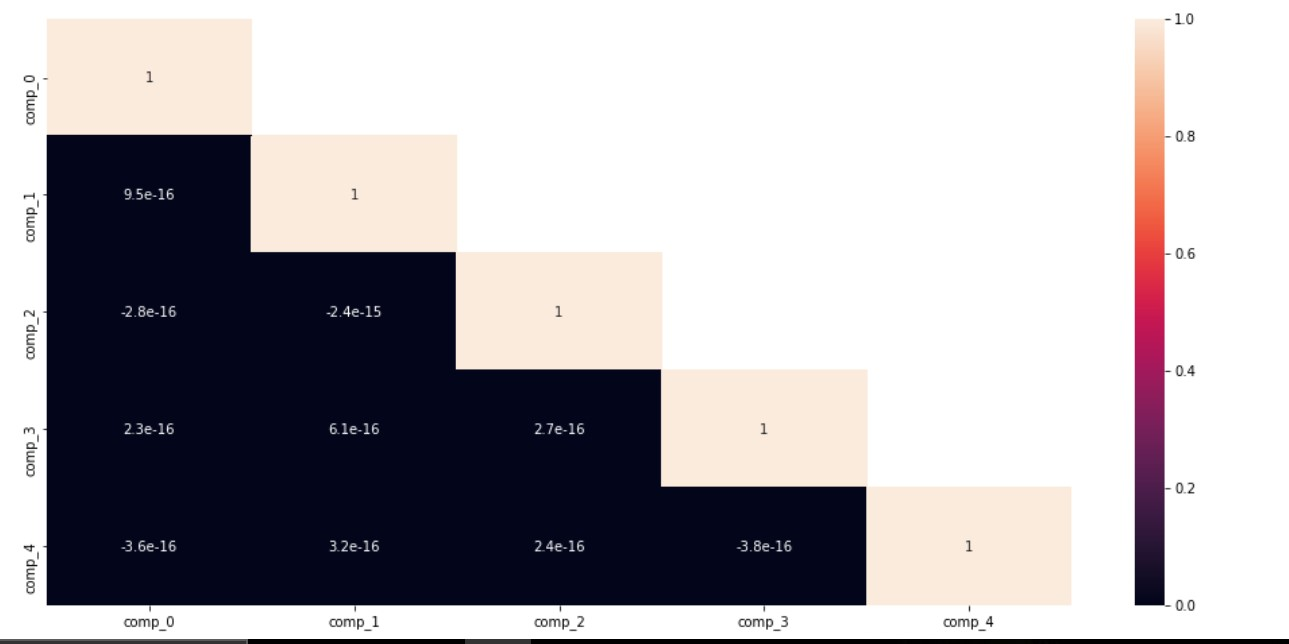 1.0
comp_0
1
0.8
comp_1
9.5e-16
1
0.6
comp_2
-2.8e-16
-2.4e-15
1
0.4
comp_3
2.3e-16
6.1e-16
2.7e-16
1
0.2
comp_4
-3.6e-16
3.2e-16
2.4e-16
-3.8e-16
1
0.0
comp_0
comp_1
comp_2
comp_3
comp_4